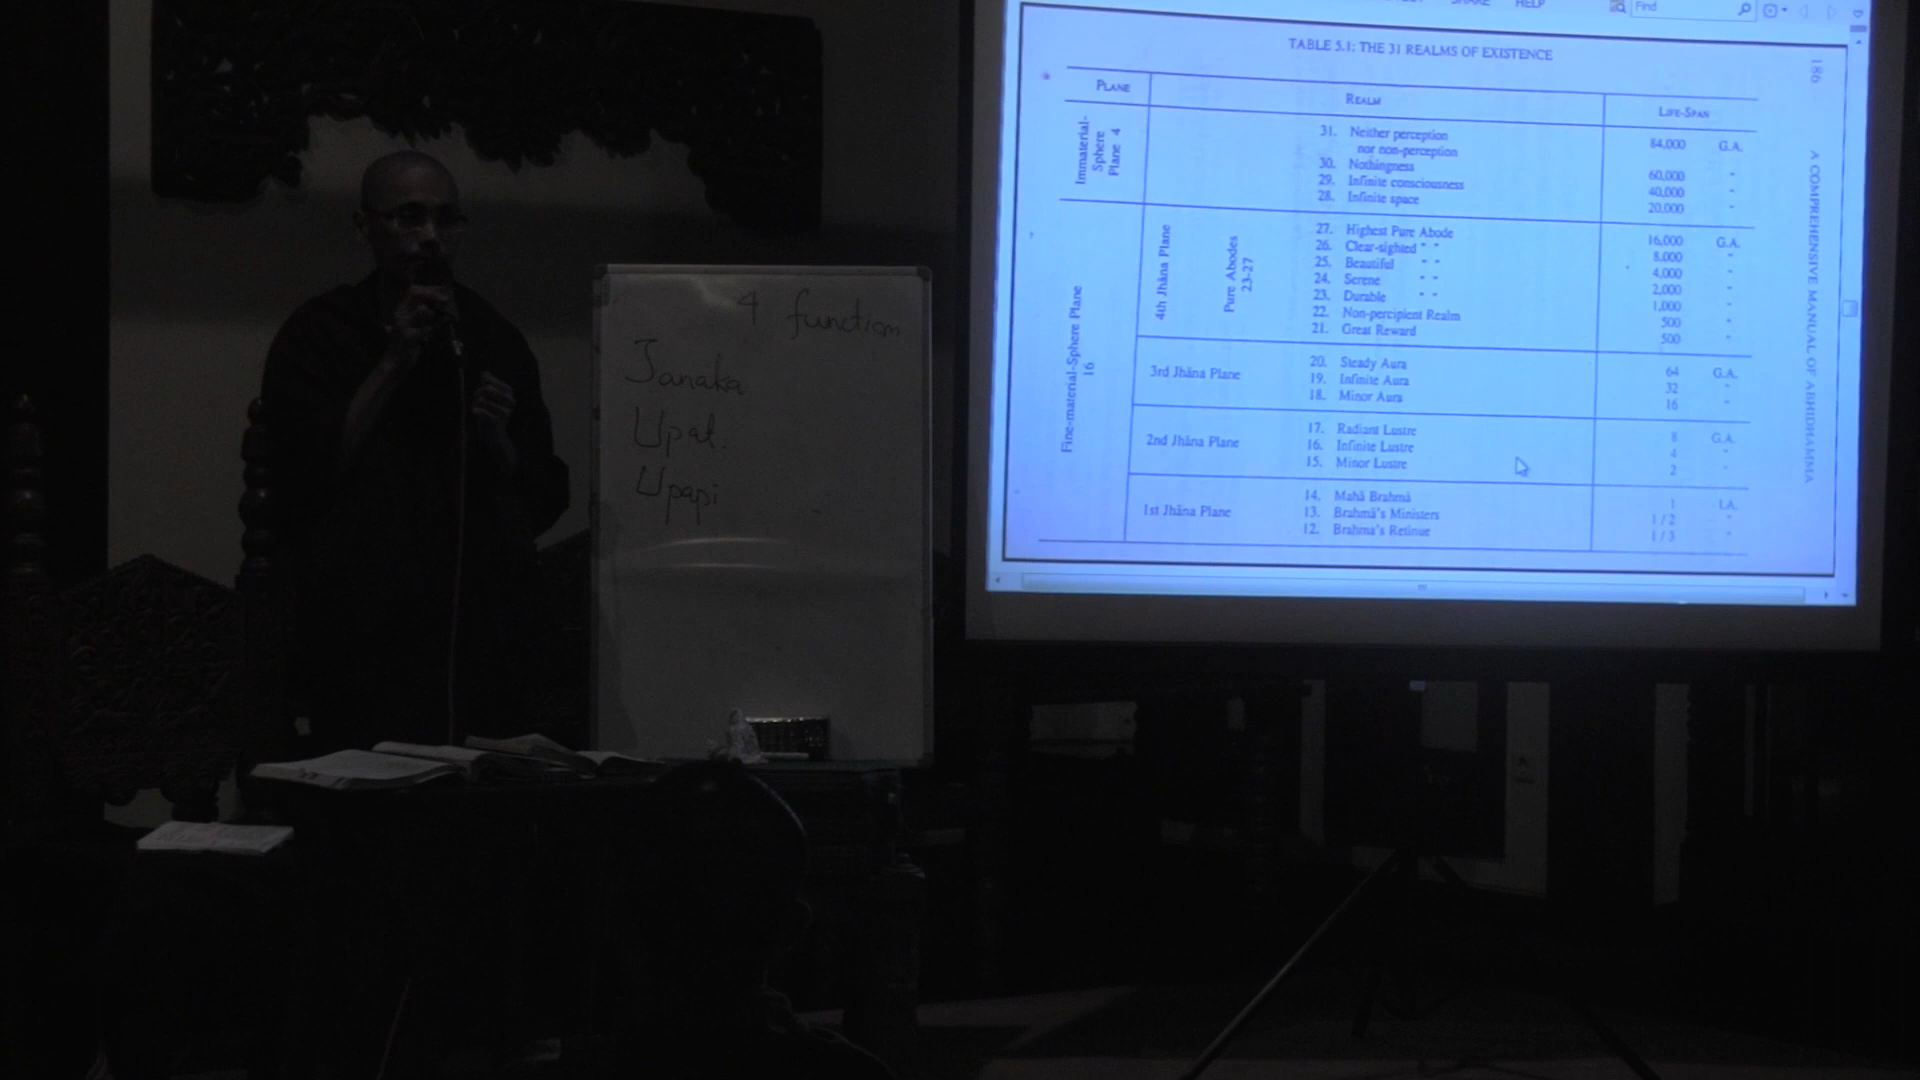 4 function
Janaka
Upat.
Upapi
SHARE HELP
Find
TABLE 5.1: THE 31 REALMS OF EXISTENCE
186
PLANE REALM LIFE-SPAN
Immaterial-
Sphere
Plane 4
31. Neither perception
nor non-perception 84,000 G.A.
30. Nothingness 60,000 "
29. Infinite consciousness 40,000 "
28. Infinite space 20,000 "
Fine-material-Sphere Plane
16
4th Jhāna Plane
Pure Abodes
23-27
27. Highest Pure Abode 16,000 G.A.
26. Clear-sighted " " 8,000 "
25. Beautiful " " 4,000 "
24. Serene " " 2,000 "
23. Durable " " 1,000 "
22. Non-percipient Realm 500 "
21. Great Reward 500 "
3rd Jhāna Plane
20. Steady Aura 64 G.A.
19. Infinite Aura 32 "
18. Minor Aura 16 "
2nd Jhāna Plane
17. Radiant Lustre 8 G.A.
16. Infinite Lustre 4 "
15. Minor Lustre 2 "
1st Jhāna Plane
14. Mahā Brahmā 1 I.A.
13. Brahmā's Ministers 1/2 "
12. Brahma's Retinue 1/3 "
A COMPREHENSIVE MANUAL OF ABHIDHAMMA